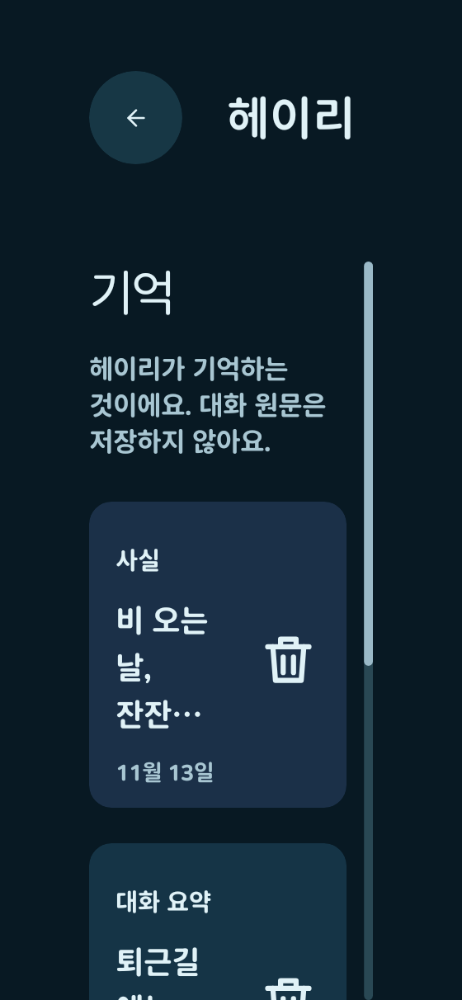 헤이리
기억
헤이리가 기억하는
것이에요. 대화 원문은
저장하지 않아요.
사실
비 오는
날,
잔잔…
11월 13일
대화 요약
퇴근길